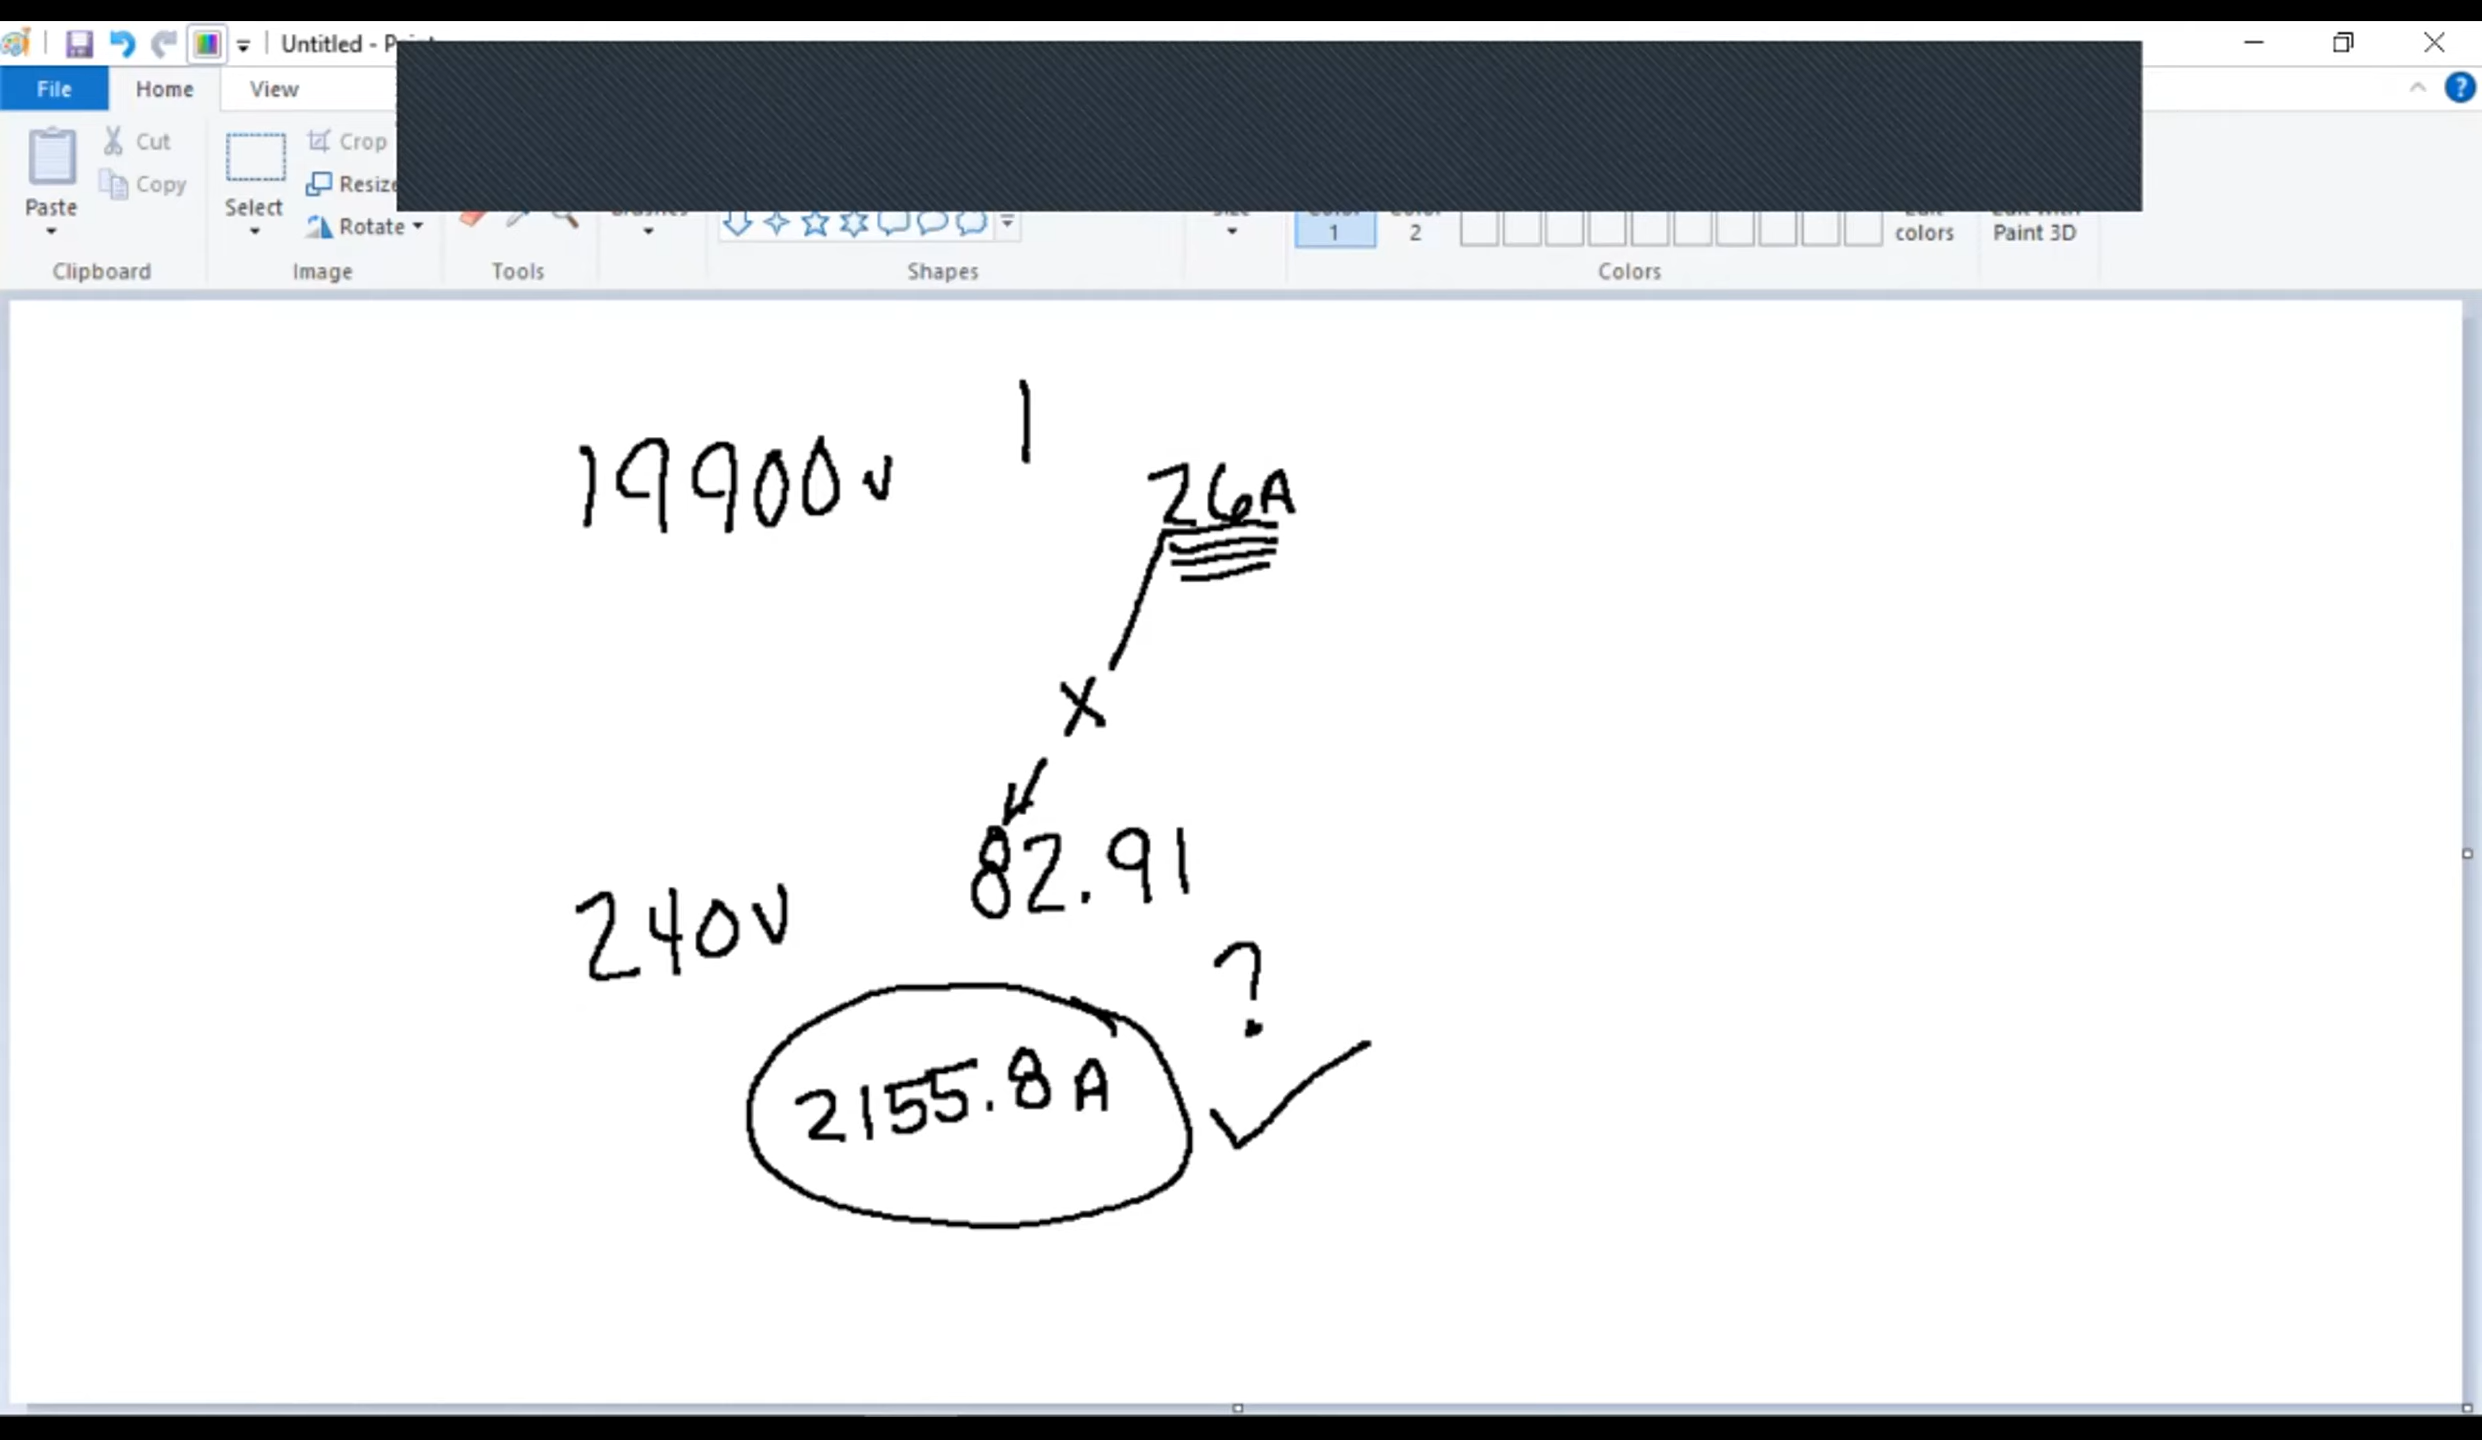 Untitled -
File Home View
Cut
Copy
Paste
Clipboard
Crop
Resize
Rotate
Select
Image
Tools
Shapes
1
2
Colors
colors
Paint 3D
?
19900V
1
26A
X
82.91
240V
?
2155.8 A